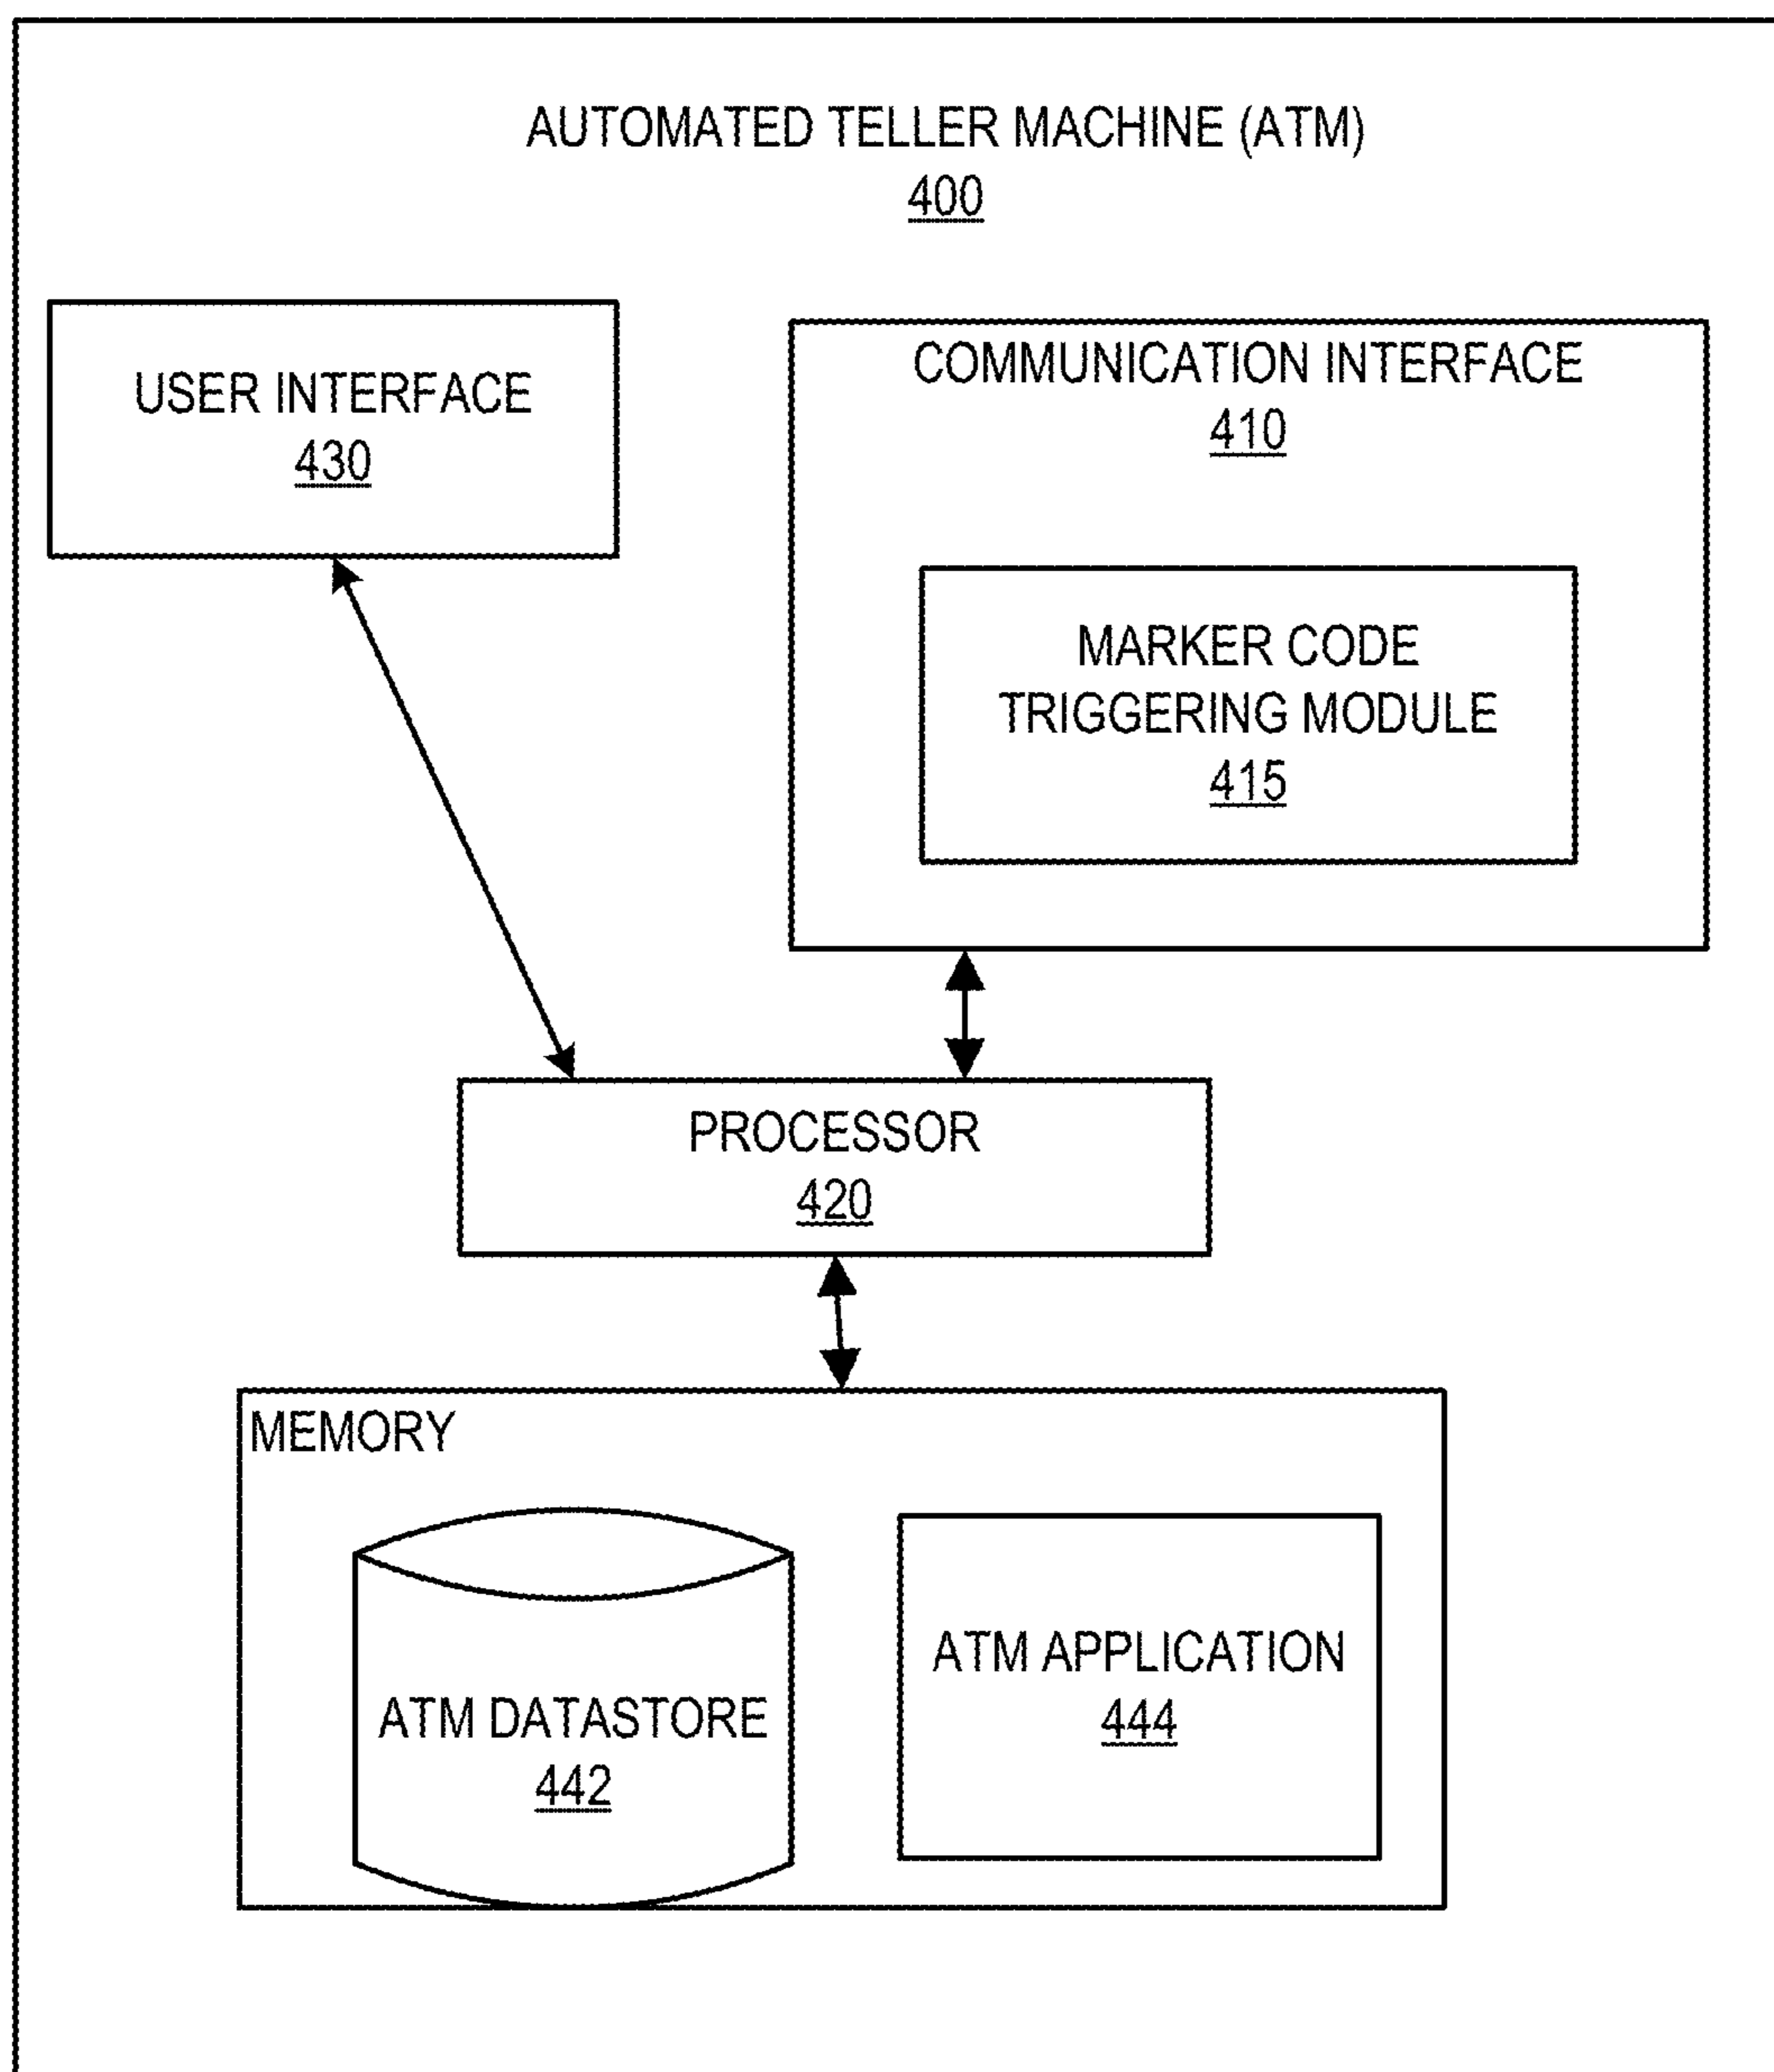 AUTOMATED TELLER MACHINE (ATM)
400
USER INTERFACE
430
COMMUNICATION INTERFACE
410
MARKER CODE
TRIGGERING MODULE
415
PROCESSOR
420
MEMORY
ATM DATASTORE
442
ATM APPLICATION
444